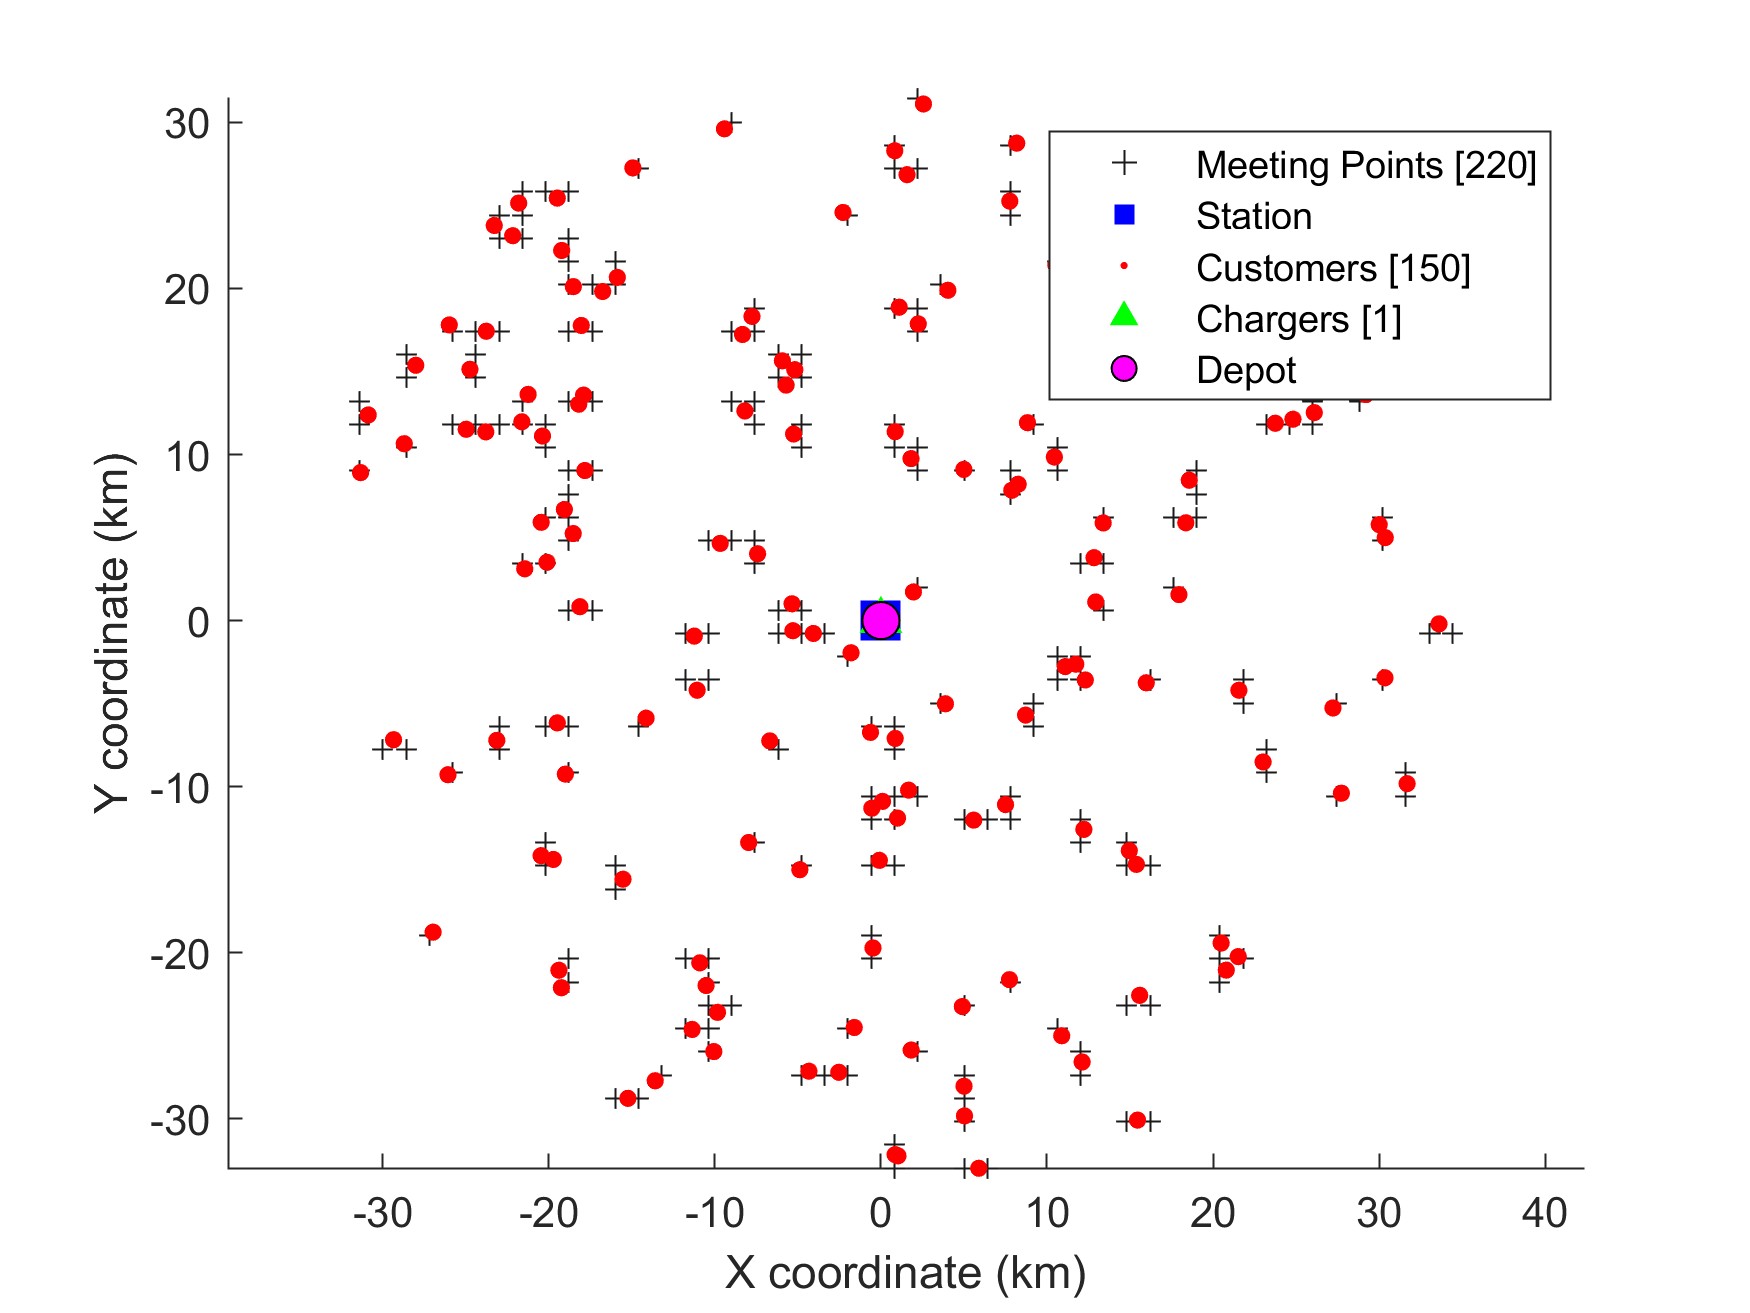 30
20
10
0
-10
-20
-30
Y coordinate (km)
Meeting Points [220]
Station
Customers [150]
Chargers [1]
Depot
-30 -20 -10 0 10 20 30 40
X coordinate (km)